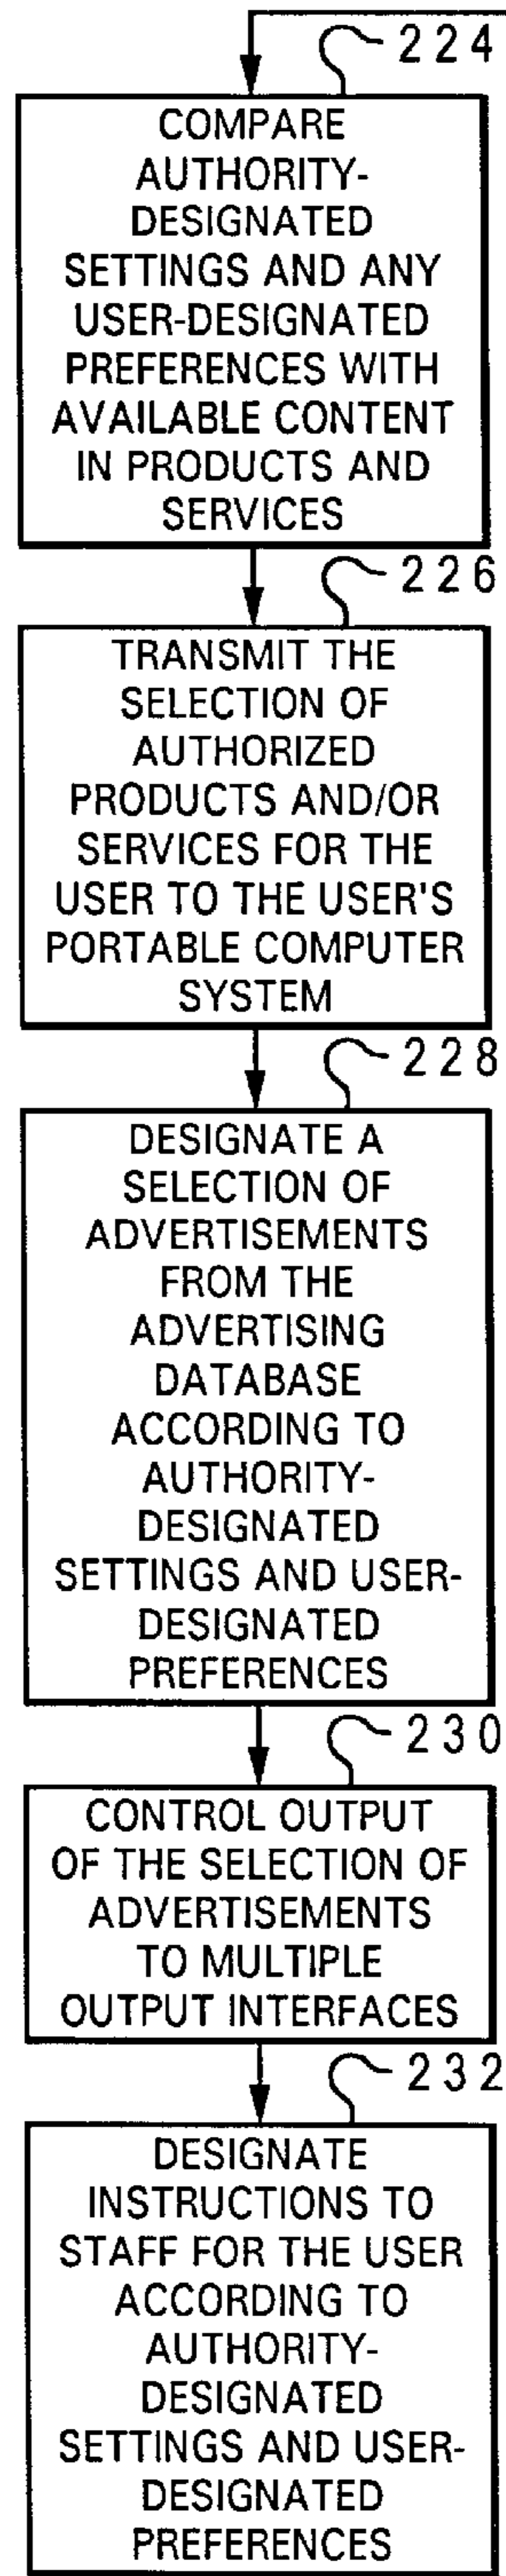 224
COMPARE
AUTHORITY-
DESIGNATED
SETTINGS AND ANY
USER-DESIGNATED
PREFERENCES WITH
AVAILABLE CONTENT
IN PRODUCTS AND
SERVICES
226
TRANSMIT THE
SELECTION OF
AUTHORIZED
PRODUCTS AND/OR
SERVICES FOR THE
USER TO THE USER'S
PORTABLE COMPUTER
SYSTEM
228
DESIGNATE A
SELECTION OF
ADVERTISEMENTS
FROM THE
ADVERTISING
DATABASE
ACCORDING TO
AUTHORITY-
DESIGNATED
SETTINGS AND USER-
DESIGNATED
PREFERENCES
230
CONTROL OUTPUT
OF THE SELECTION OF
ADVERTISEMENTS
TO MULTIPLE
OUTPUT INTERFACES
232
DESIGNATE
INSTRUCTIONS TO
STAFF FOR THE USER
ACCORDING TO
AUTHORITY-
DESIGNATED
SETTINGS AND USER-
DESIGNATED
PREFERENCES